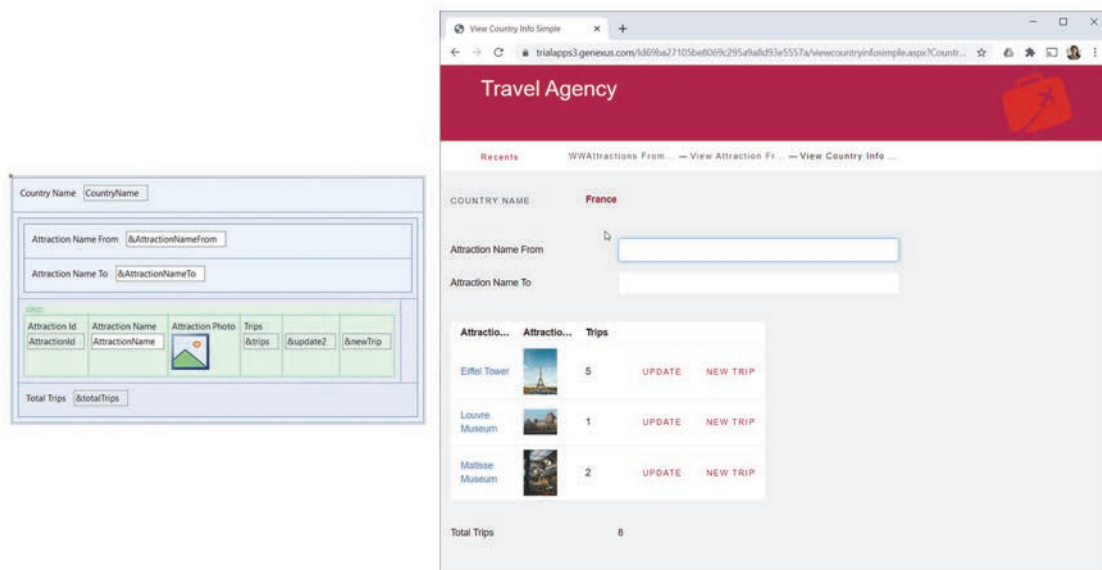 Country Name CountryName
Attraction Name From &AttractionNameFrom
Attraction Name To &AttractionNameTo
GRID
Attraction Id Attraction Name Attraction Photo Trips
AttractionId AttractionName &trips &update2 &newTrip
Total Trips &totalTrips
View Country Info Simple
Travel Agency
Recents WWAttractions From... — View Attraction Fr... — View Country Info ...
COUNTRY NAME France
Attraction Name From
Attraction Name To
Attractio... Attractio... Trips
Eiffel Tower 5 UPDATE NEW TRIP
Louvre
Museum 1 UPDATE NEW TRIP
Matisse
Museum 2 UPDATE NEW TRIP
Total Trips 8